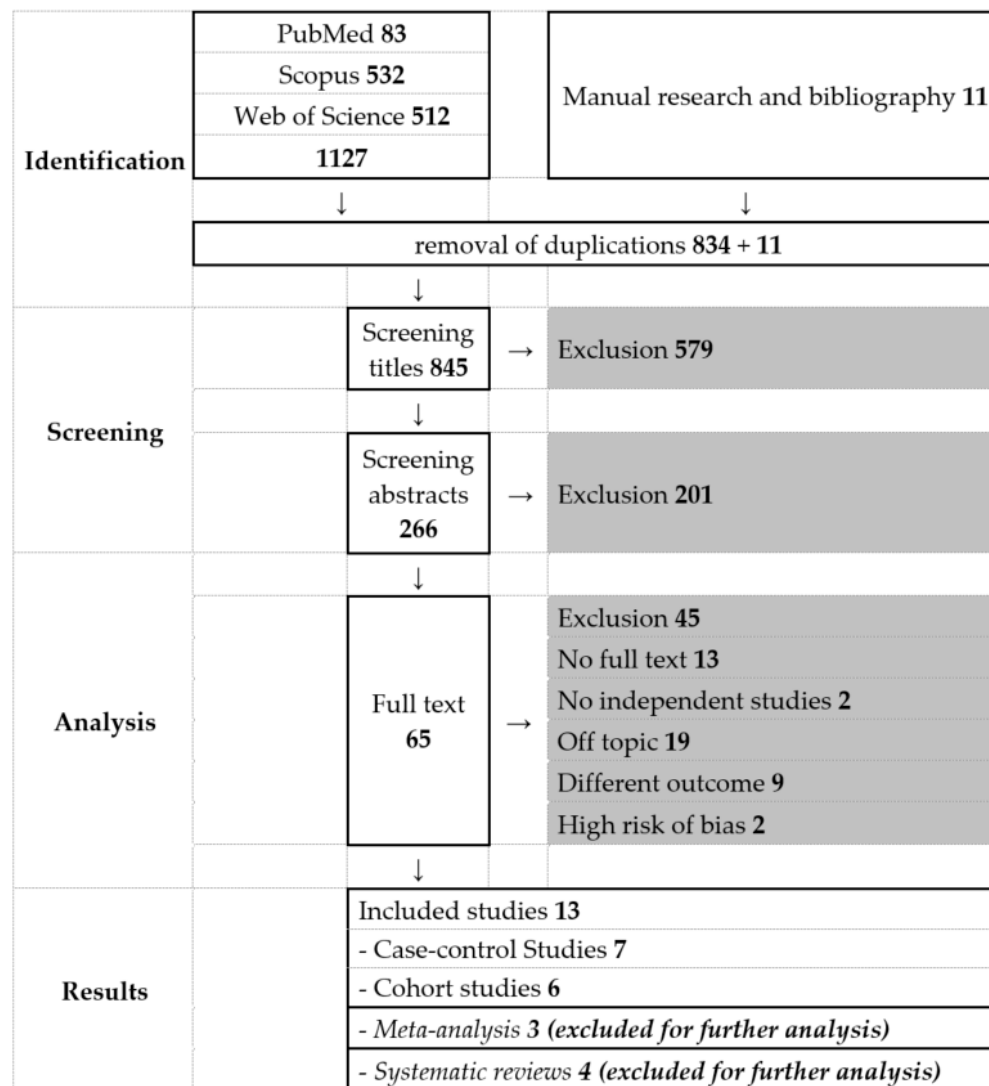 Identification
PubMed 83
Scopus 532
Web of Science 512
1127
Manual research and bibliography 11
↓
↓
removal of duplications 834 + 11
↓
Screening
Screening
titles 845
→
Exclusion 579
↓
Screening
abstracts
266
→
Exclusion 201
↓
Analysis
Full text
65
→
Exclusion 45
No full text 13
No independent studies 2
Off topic 19
Different outcome 9
High risk of bias 2
↓
Results
Included studies 13
- Case-control Studies 7
- Cohort studies 6
- Meta-analysis 3 (excluded for further analysis)
- Systematic reviews 4 (excluded for further analysis)